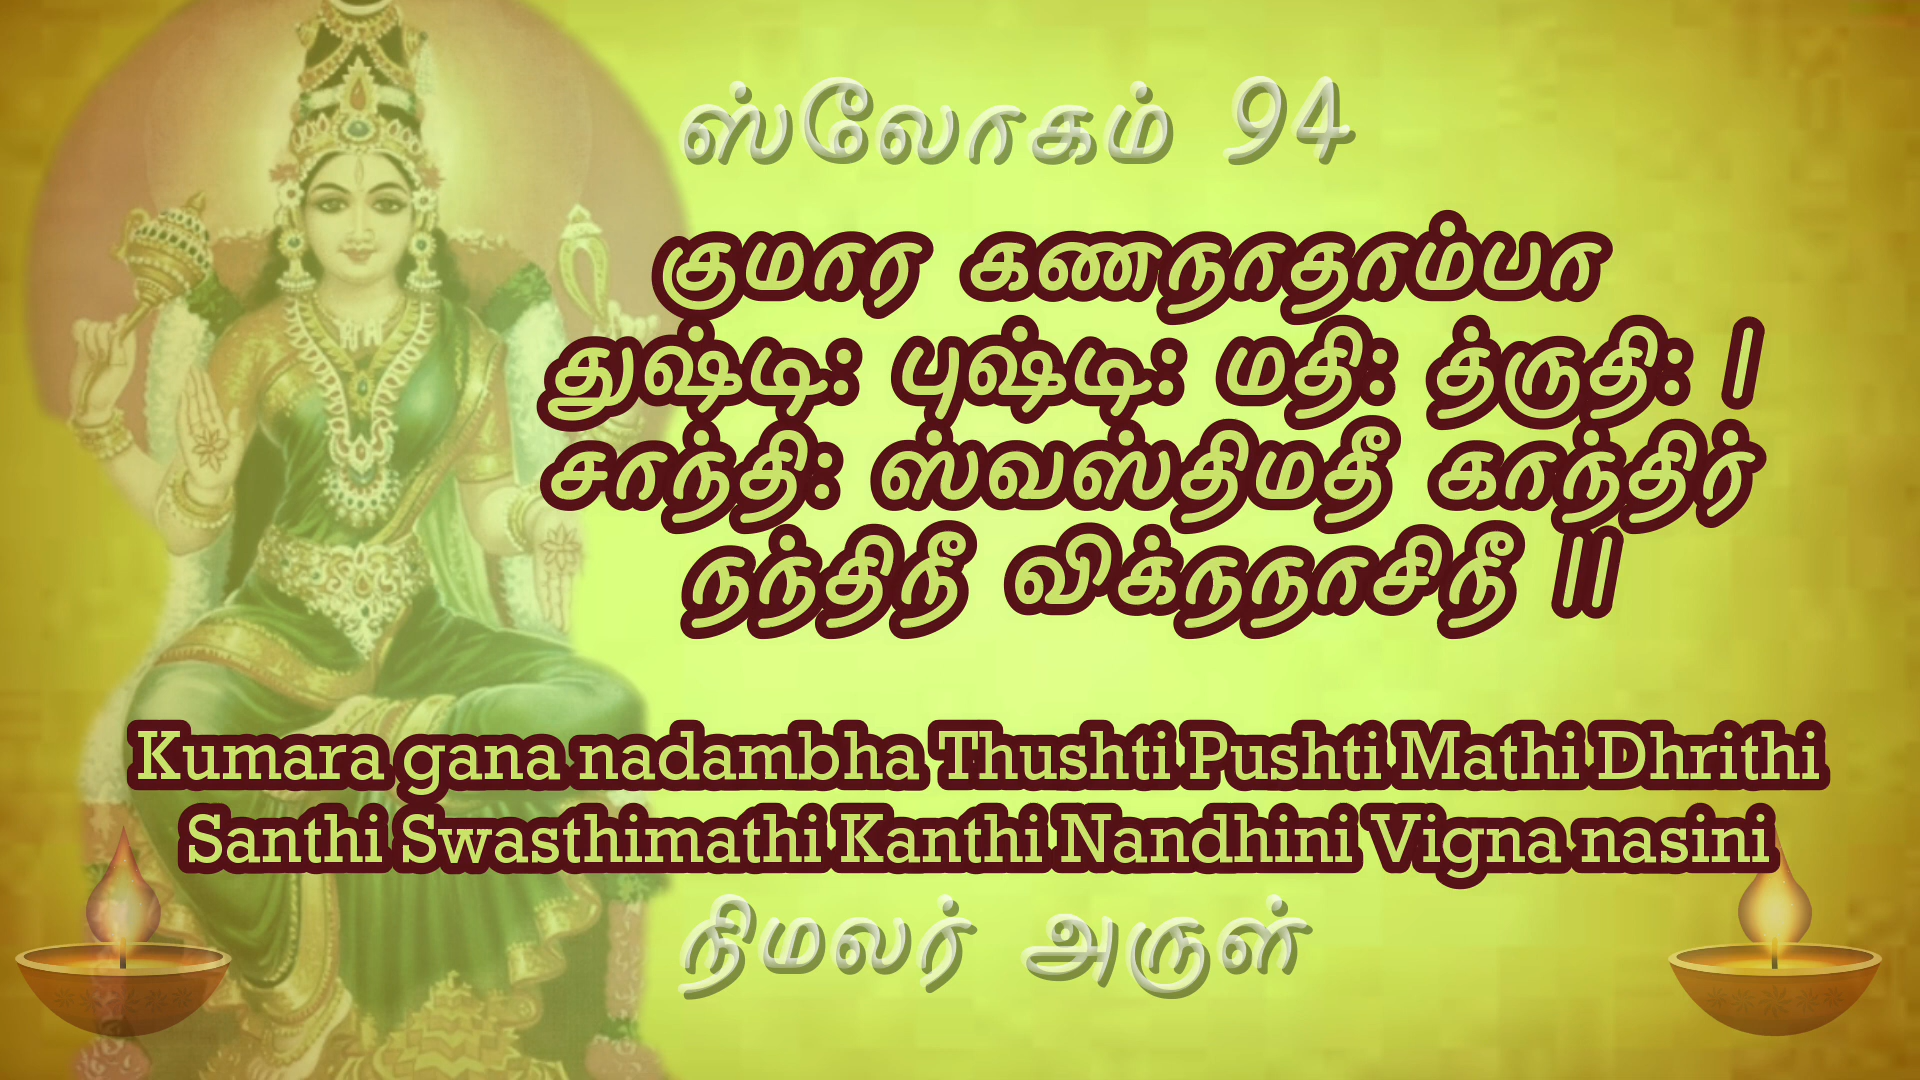 ஸ்லோகம் 94
குமார கணநாதாம்பா
துஷ்டி: புஷ்டி: மதி: த்ருதி: |
சாந்தி: ஸ்வஸ்திமதீ காந்திர்
நந்திநீ விக்நநாசிநீ ||
Kumara gana nadambha Thushti Pushti Mathi Dhrithi
Santhi Swasthimathi Kanthi Nandhini Vigna nasini
நிமலர் அருள்